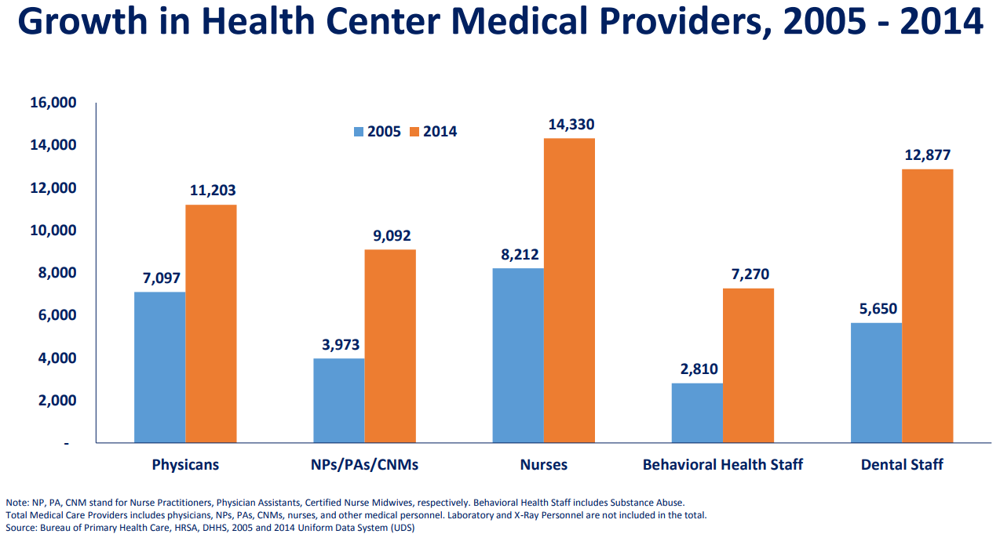 Growth in Health Center Medical Providers, 2005 - 2014
16,000
14,000
12,000
10,000
8,000
6,000
4,000
2,000
-
2005 2014
7,097
11,203
3,973
9,092
8,212
14,330
2,810
7,270
5,650
12,877
Physicans
NPs/PAs/CNMs
Nurses
Behavioral Health Staff
Dental Staff
Note: NP, PA, CNM stand for Nurse Practitioners, Physician Assistants, Certified Nurse Midwives, respectively. Behavioral Health Staff includes Substance Abuse.
Total Medical Care Providers includes physicians, NPs, PAs, CNMs, nurses, and other medical personnel. Laboratory and X-Ray Personnel are not included in the total.
Source: Bureau of Primary Health Care, HRSA, DHHS, 2005 and 2014 Uniform Data System (UDS)